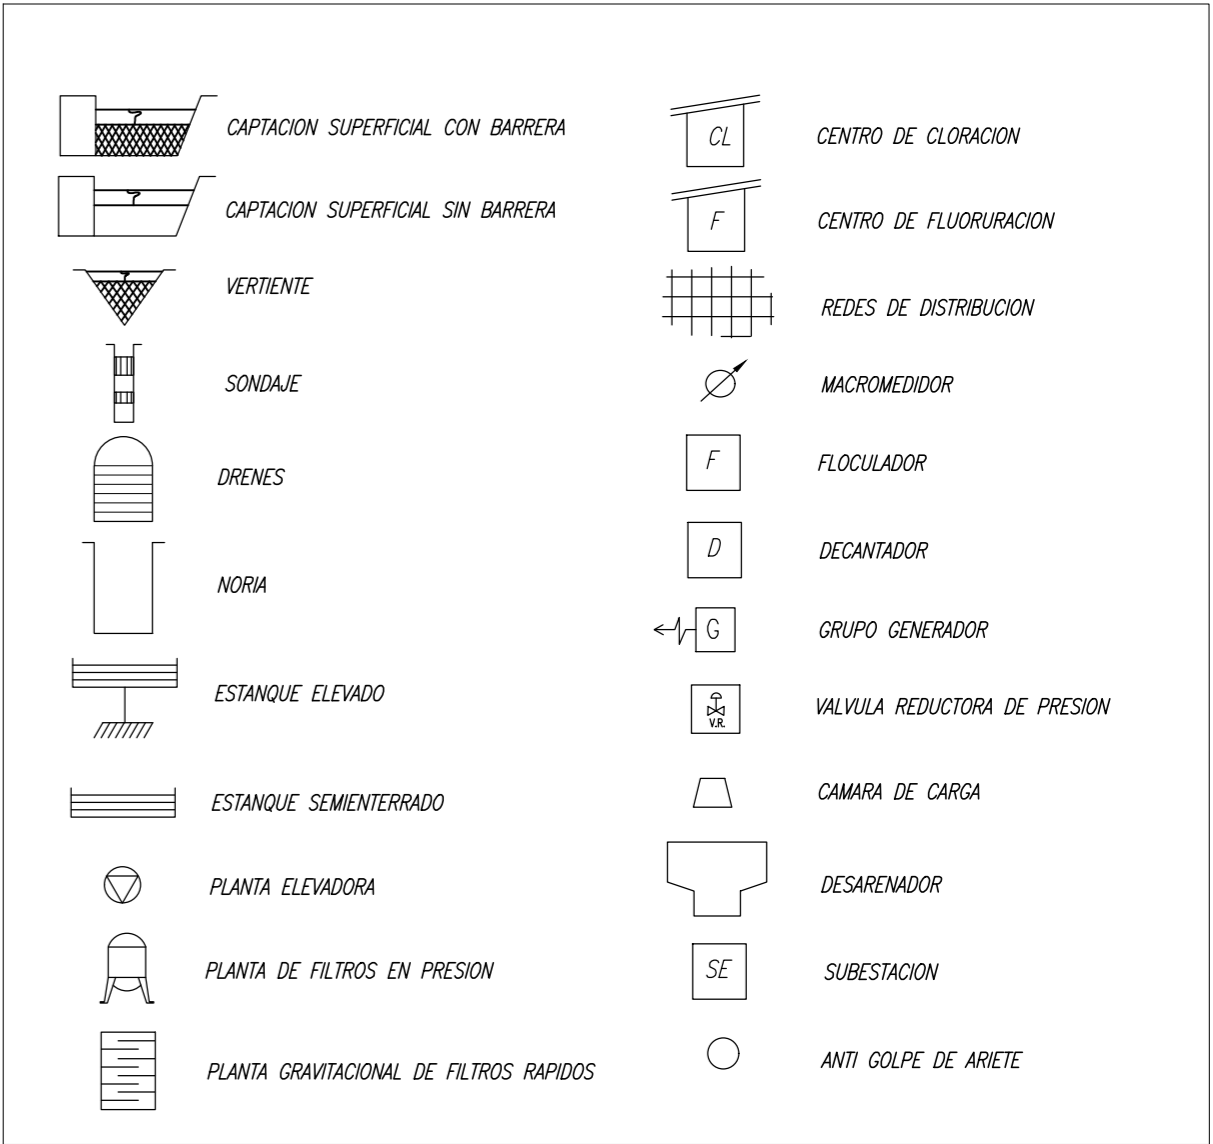 CAPTACION SUPERFICIAL CON BARRERA
CAPTACION SUPERFICIAL SIN BARRERA
VERTIENTE
SONDAJE
DRENES
NORIA
ESTANQUE ELEVADO
ESTANQUE SEMIENTERRADO
PLANTA ELEVADORA
PLANTA DE FILTROS EN PRESION
PLANTA GRAVITACIONAL DE FILTROS RAPIDOS
CL CENTRO DE CLORACION
F CENTRO DE FLUORURACION
REDES DE DISTRIBUCION
MACROMEDIDOR
F FLOCULADOR
D DECANTADOR
G GRUPO GENERADOR
V.R. VALVULA REDUCTORA DE PRESION
CAMARA DE CARGA
DESARENADOR
SE SUBESTACION
ANTI GOLPE DE ARIETE